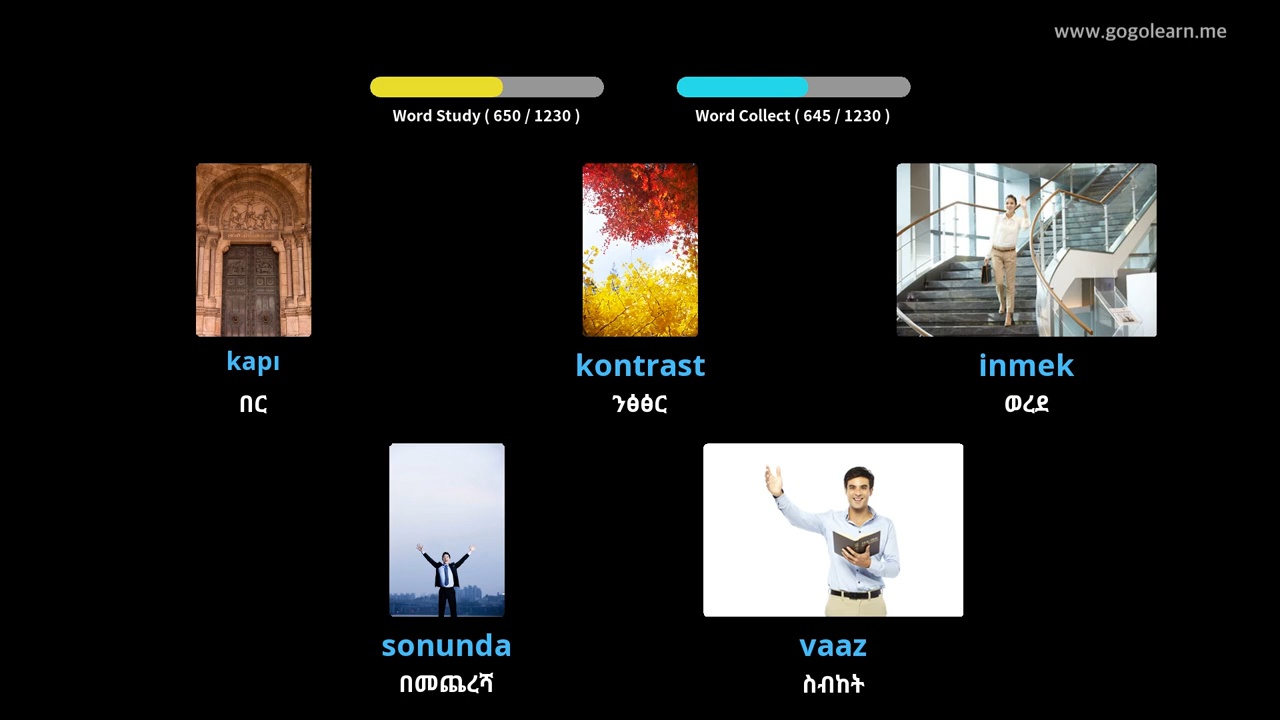 www.gogolearn.me
Word Study ( 650 / 1230 )
Word Collect ( 645 / 1230 )
kapı
kontrast
inmek
በር
ንፅፅር
ወረደ
sonunda
vaaz
በመጨረሻ
ስብከት